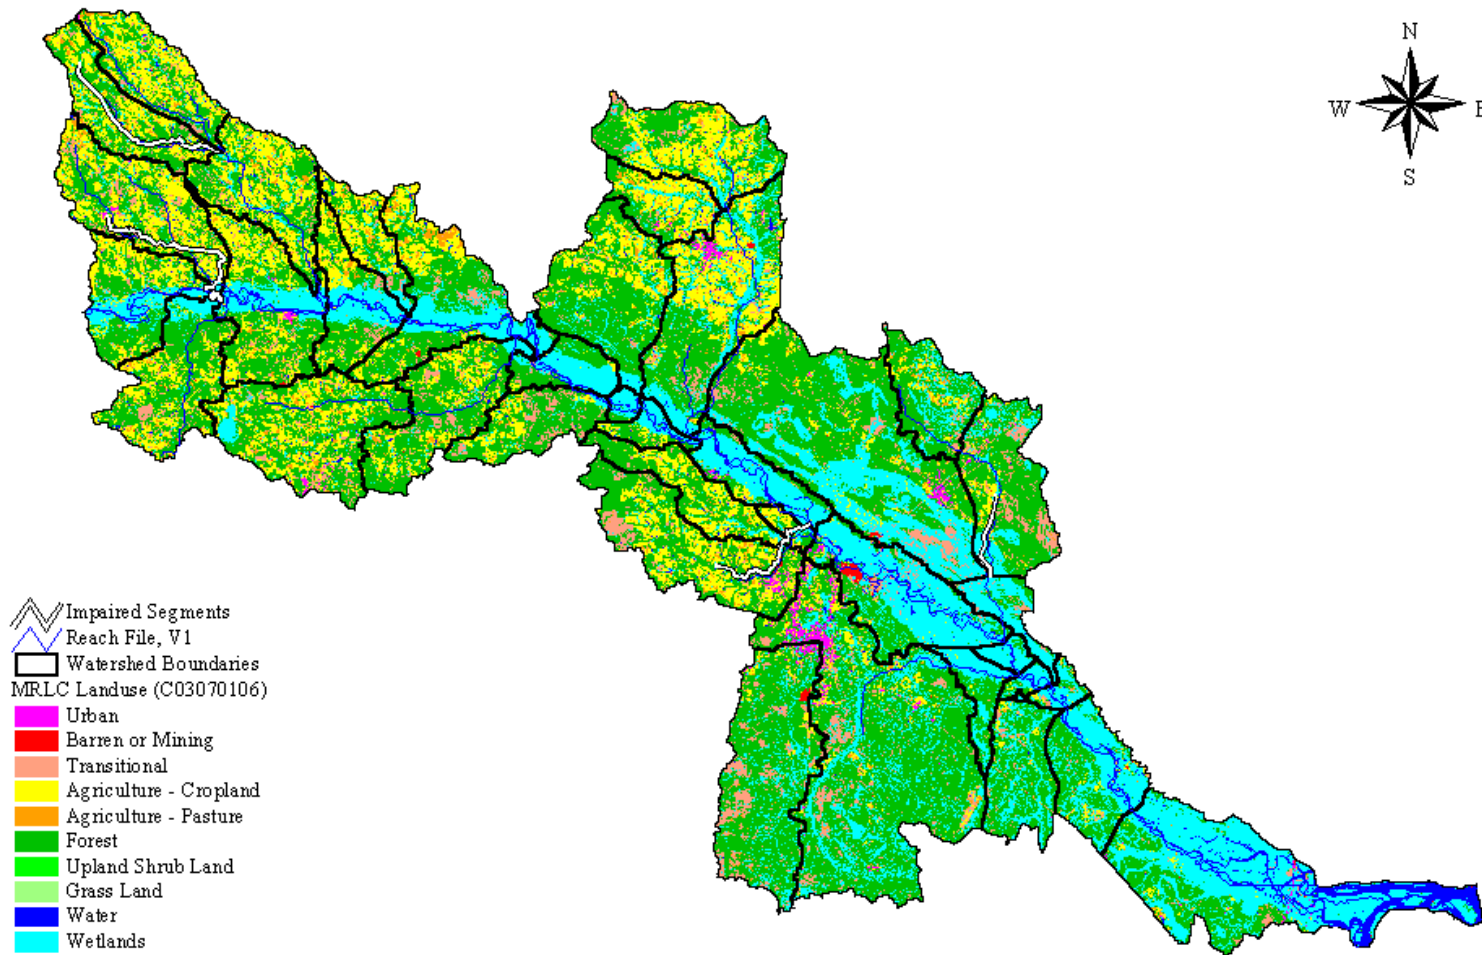 N
W
E
S
Impaired Segments
Reach File, V1
Watershed Boundaries
MRLC Landuse (C03070106)
Urban
Barren or Mining
Transitional
Agriculture - Cropland
Agriculture - Pasture
Forest
Upland Shrub Land
Grass Land
Water
Wetlands